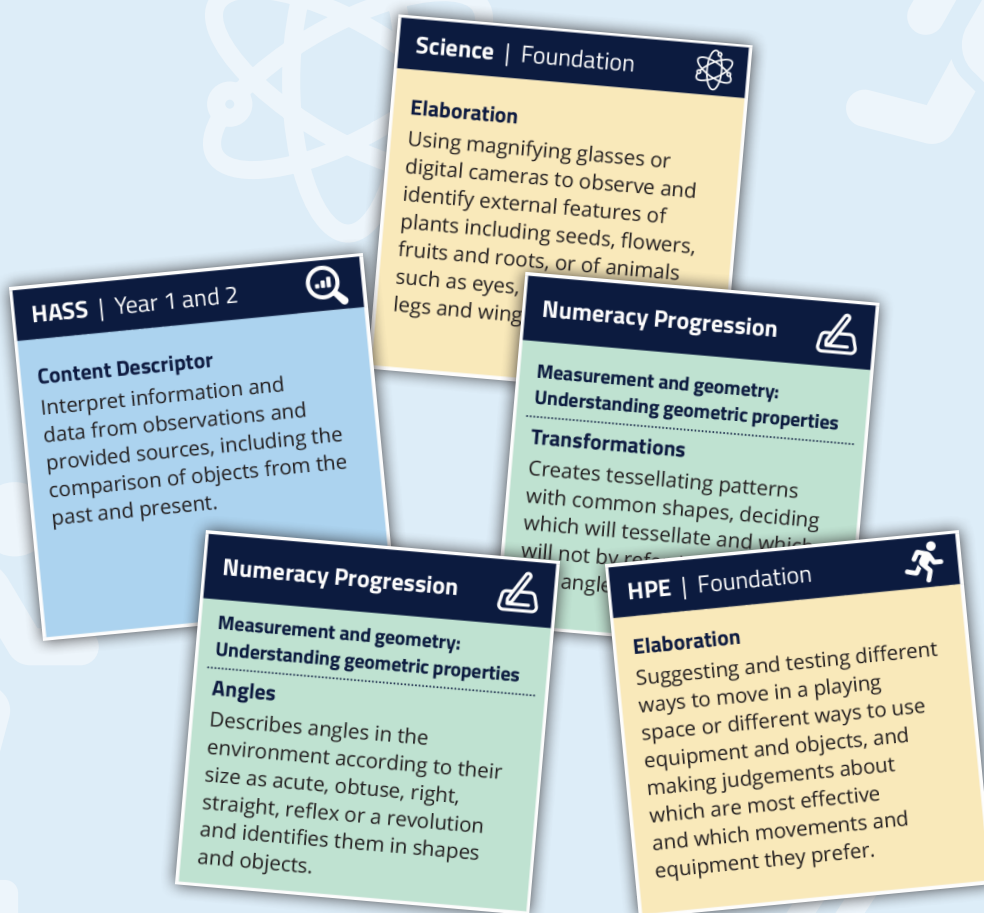 Science | Foundation
Elaboration
Using magnifying glasses or
digital cameras to observe and
identify external features of
plants including seeds, flowers,
fruits and roots, or of animals
such as eyes,
legs and wing
HASS | Year 1 and 2
Content Descriptor
Interpret information and
data from observations and
provided sources, including the
comparison of objects from the
past and present.
Numeracy Progression
Measurement and geometry:
Understanding geometric properties
Transformations
Creates tessellating patterns
with common shapes, deciding
which will tessellate and which
will not by
angle
Numeracy Progression
Measurement and geometry:
Understanding geometric properties
Angles
Describes angles in the
environment according to their
size as acute, obtuse, right,
straight, reflex or a revolution
and identifies them in shapes
and objects.
HPE | Foundation
Elaboration
Suggesting and testing different
ways to move in a playing
space or different ways to use
equipment and objects, and
making judgements about
which are most effective
and which movements and
equipment they prefer.